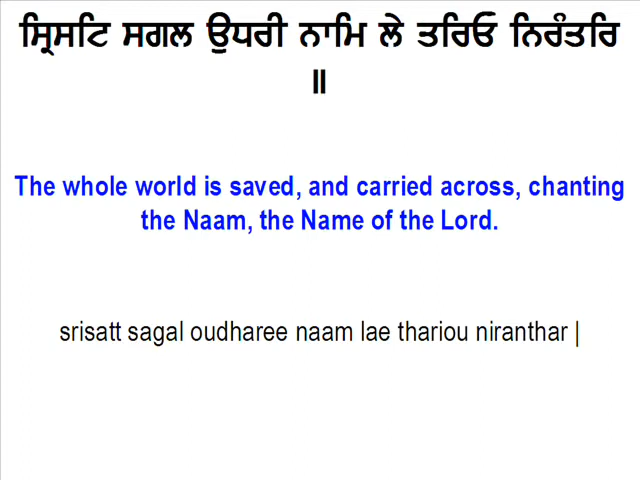 ਸ੍ਰਿਸਟਿ ਸਗਲ ਉਧਰੀ ਨਾਮਿ ਲੇ ਤਰਿਓ ਨਿਰੰਤਰਿ
॥
The whole world is saved, and carried across, chanting
the Naam, the Name of the Lord.
srisatt sagal oudharee naam lae thariou niranthar |